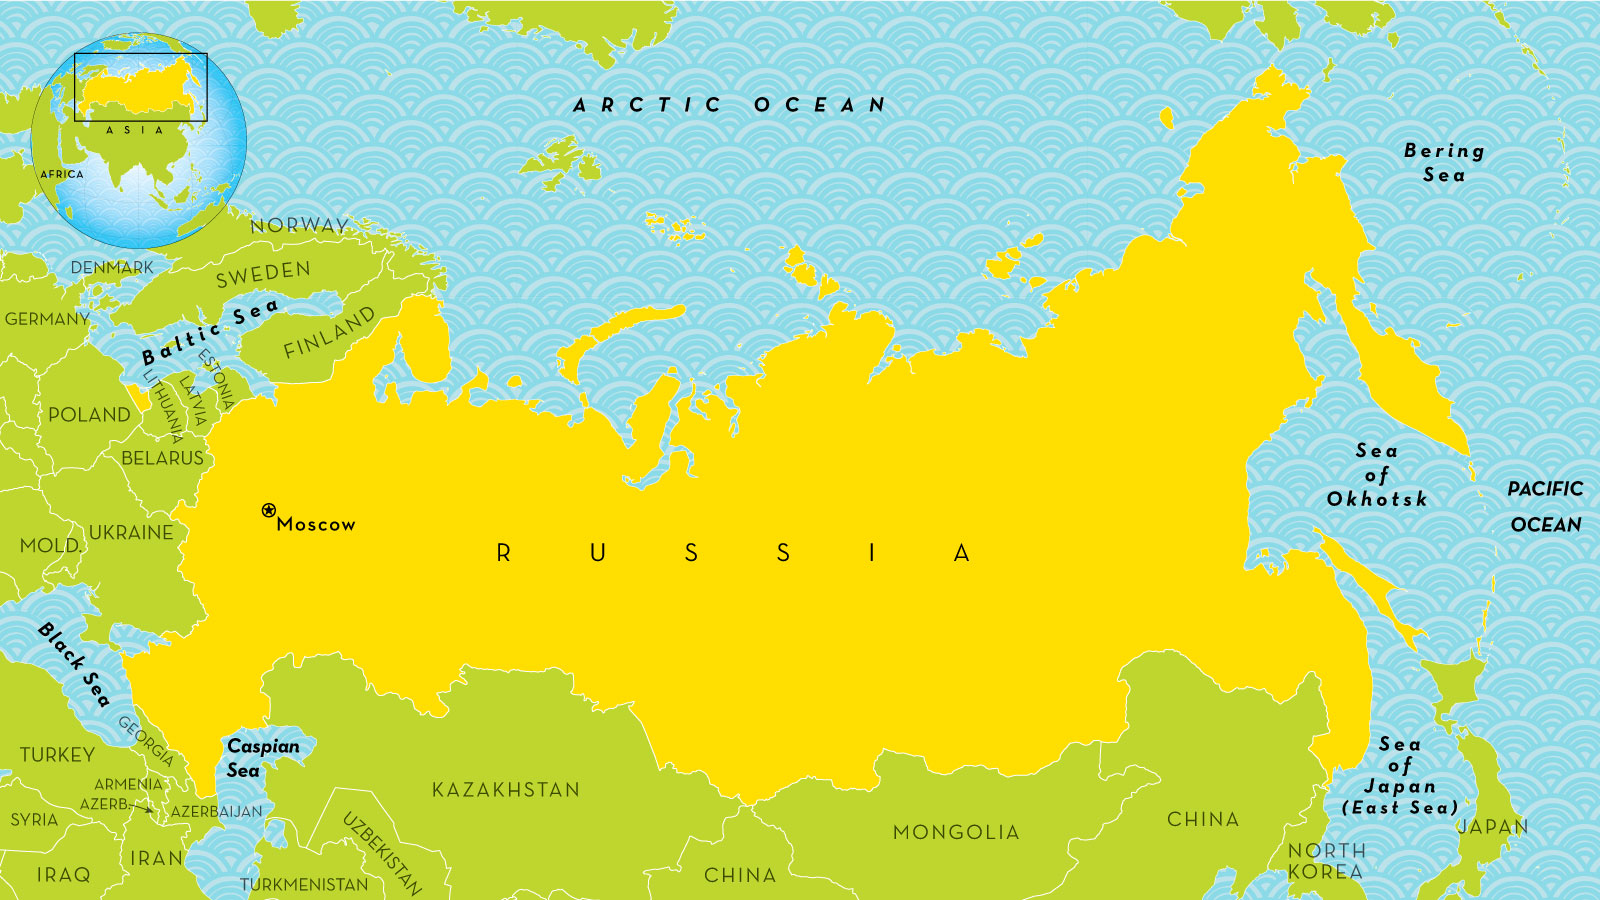 ARCTIC OCEAN
ASIA
AFRICA
Bering
Sea
NORWAY
DENMARK
SWEDEN
GERMANY
Baltic Sea
FINLAND
ESTONIA
LATVIA
LITHUANIA
POLAND
BELARUS
Sea
of
Okhotsk
PACIFIC
OCEAN
Moscow
UKRAINE
MOLD.
RUSSIA
Black Sea
GEORGIA
TURKEY
Caspian
Sea
ARMENIA
AZERB.
AZERBAIJAN
SYRIA
IRAN
IRAQ
KAZAKHSTAN
UZBEKISTAN
TURKMENISTAN
MONGOLIA
CHINA
CHINA
Sea
of
Japan
(East Sea)
JAPAN
NORTH
KOREA